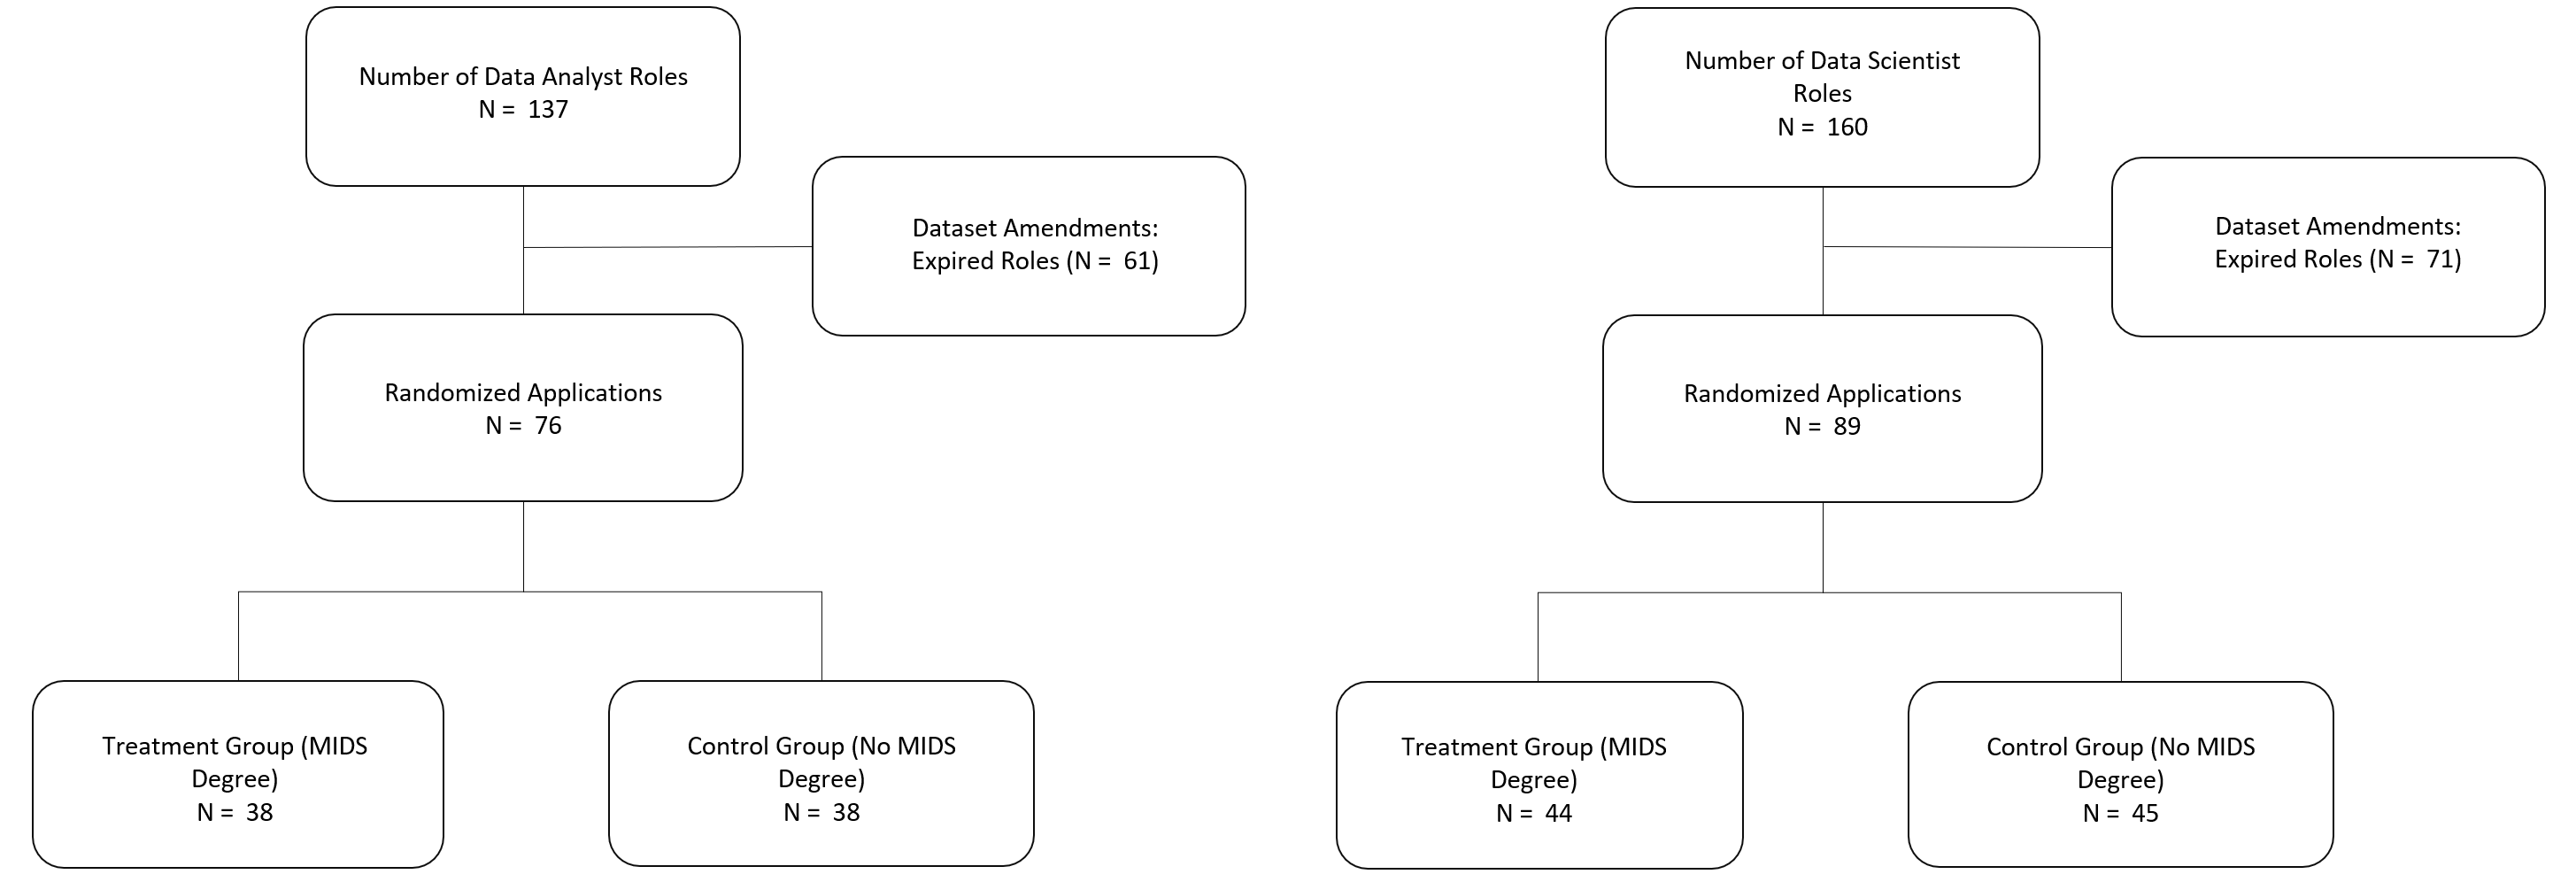 Number of Data Analyst Roles
N =  137
Dataset Amendments:
Expired Roles (N =  61)
Randomized Applications
N =  76
Treatment Group (MIDS
Degree)
N =  38
Control Group (No MIDS
Degree)
N =  38
Number of Data Scientist
Roles
N =  160
Dataset Amendments:
Expired Roles (N =  71)
Randomized Applications
N =  89
Treatment Group (MIDS
Degree)
N =  44
Control Group (No MIDS
Degree)
N =  45